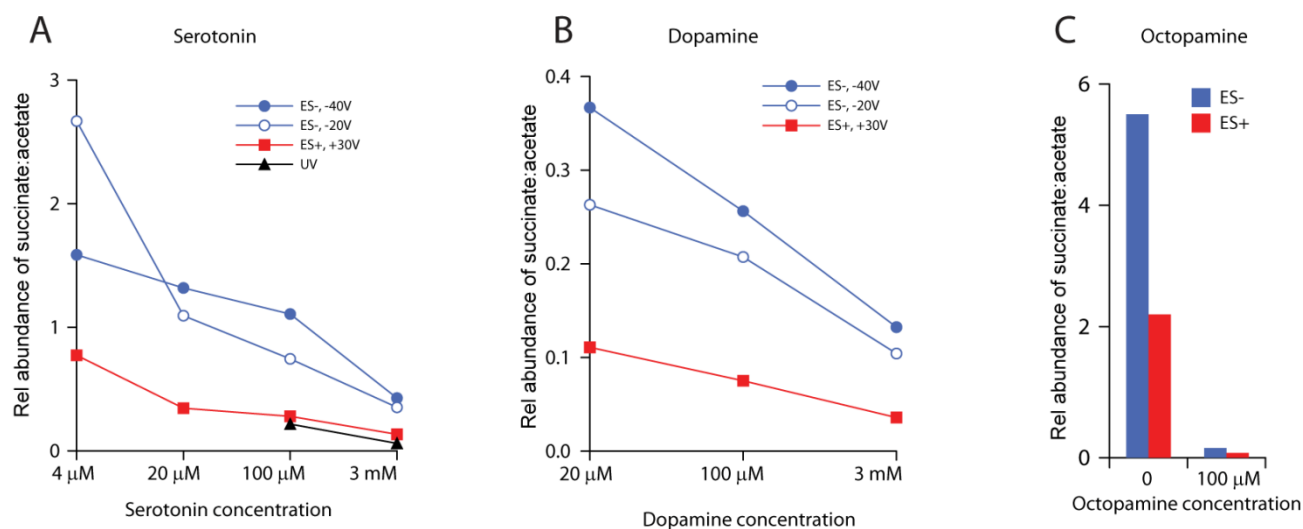 A
Serotonin
Rel abundance of succinate:acetate
3
2
1
0
ES-, -40V
ES-, -20V
ES+, +30V
UV
4 μM
20 μM
100 μM
3 mM
Serotonin concentration
B
Dopamine
Rel abundance of succinate:acetate
0.4
0.3
0.2
0.1
0.0
ES-, -40V
ES-, -20V
ES+, +30V
20 μM
100 μM
3 mM
Dopamine concentration
C
Octopamine
Rel abundance of succinate:acetate
6
4
2
0
ES-
ES+
0
100 μM
Octopamine concentration